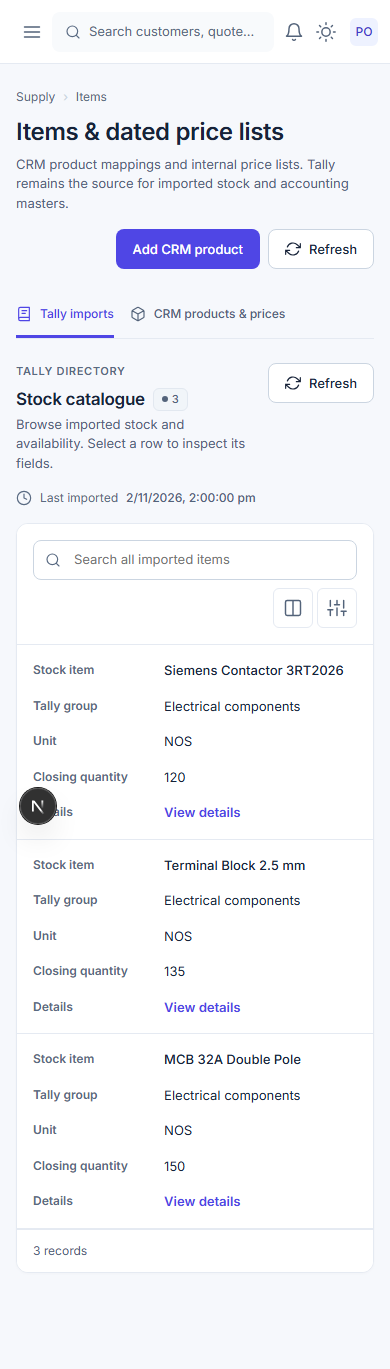 Search customers, quote...
PO
Supply › Items
Items & dated price lists
CRM product mappings and internal price lists. Tally
remains the source for imported stock and accounting
masters.
Add CRM product
Refresh
Tally imports
CRM products & prices
TALLY DIRECTORY
Refresh
Stock catalogue
3
Browse imported stock and
availability. Select a row to inspect its
fields.
Last imported 2/11/2026, 2:00:00 pm
Search all imported items
Stock item Siemens Contactor 3RT2026
Tally group Electrical components
Unit NOS
Closing quantity 120
N
ails View details
Stock item Terminal Block 2.5 mm
Tally group Electrical components
Unit NOS
Closing quantity 135
Details View details
Stock item MCB 32A Double Pole
Tally group Electrical components
Unit NOS
Closing quantity 150
Details View details
3 records